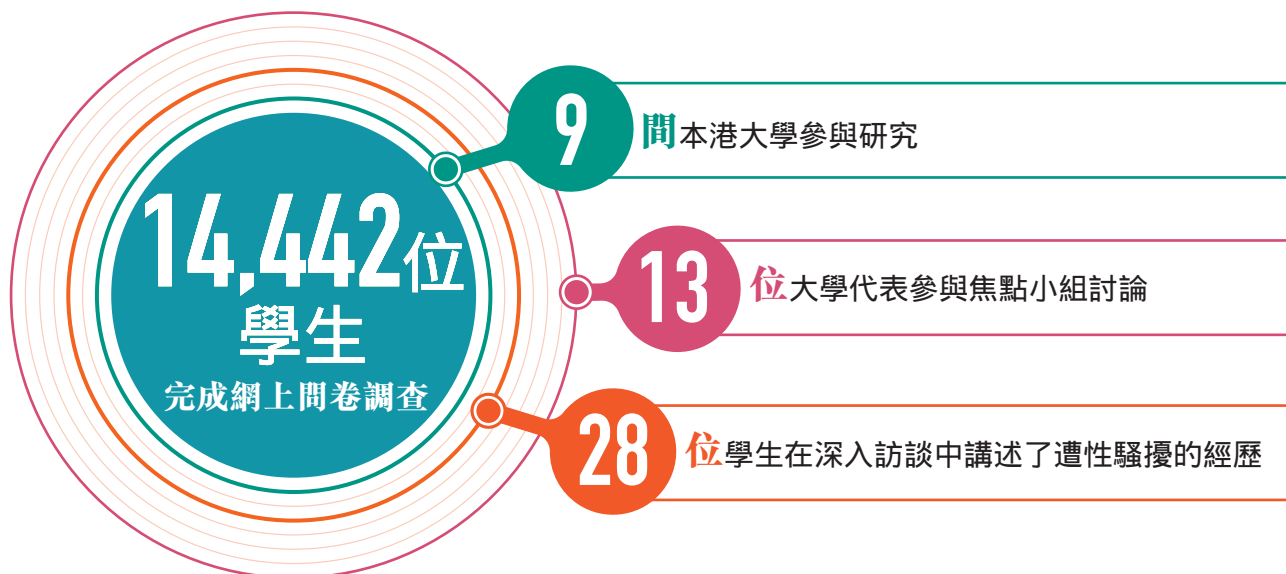 14,442位
學生
完成網上問卷調查
9 間本港大學參與研究
13 位大學代表參與焦點小組討論
28 位學生在深入訪談中講述了遭性騷擾的經歷